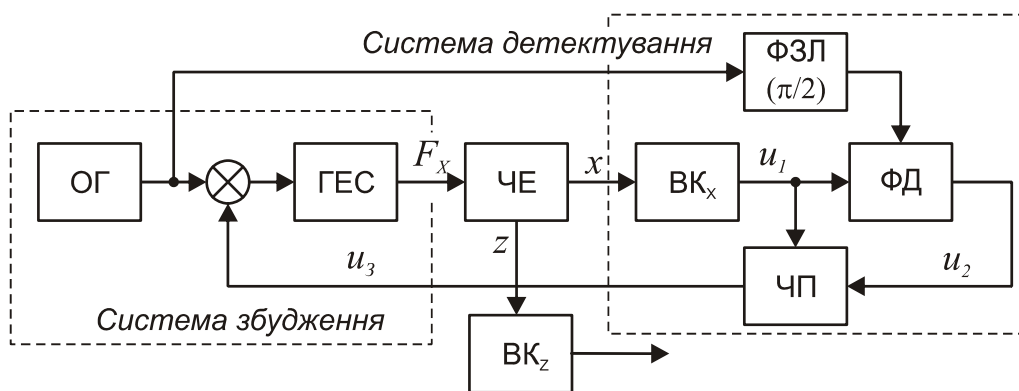 Система детектування
ФЗЛ
(π/2)
ОГ
ГЕС
F_X
ЧЕ
x
ВК_X
u_1
ФД
z
u_3
ЧП
u_2
Система збудження
ВК_Z